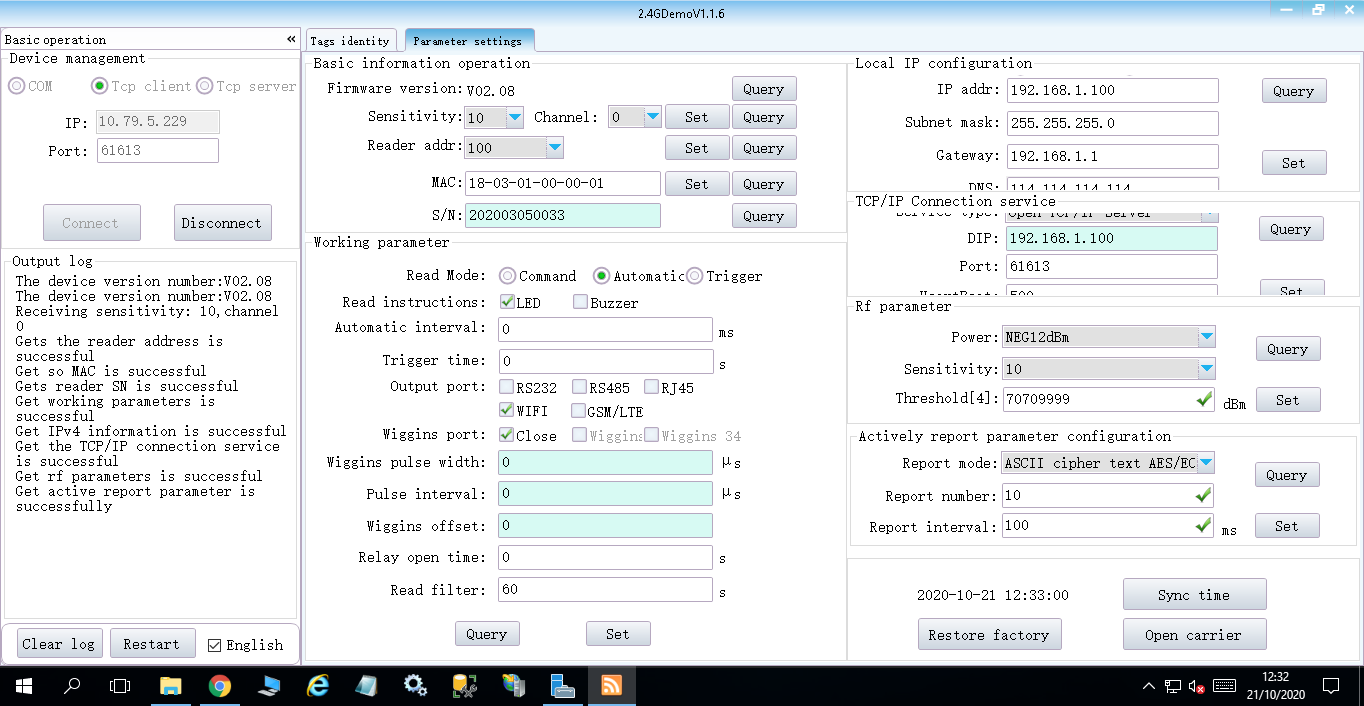 2.4GDemoV1.1.6
Basic operation «
Device management
COM Tcp client Tcp server
IP: 10.79.5.229
Port: 61613
Connect Disconnect
Output log
The device version number:V02.08
The device version number:V02.08
Receiving sensitivity: 10,channel
0
Gets the reader address is
successful
Get so MAC is successful
Gets reader SN is successful
Get working parameters is
successful
Get IPv4 information is successful
Get the TCP/IP connection service
is successful
Get rf parameters is successful
Get active report parameter is
successfully
Clear log Restart English
Tags identity Parameter settings
Basic information operation
Firmware version: V02.08 Query
Sensitivity: 10 Channel: 0 Set Query
Reader addr: 100 Set Query
MAC: 18-03-01-00-00-01 Set Query
S/N: 202003050033 Query
Working parameter
Read Mode: Command Automatic Trigger
Read instructions: LED Buzzer
Automatic interval: 0 ms
Trigger time: 0 s
Output port: RS232 RS485 RJ45
WIFI GSM/LTE
Wiggins port: Close Wiggins Wiggins 34
Wiggins pulse width: 0 μs
Pulse interval: 0 μs
Wiggins offset: 0
Relay open time: 0 s
Read filter: 60 s
Query Set
Local IP configuration
IP addr: 192.168.1.100 Query
Subnet mask: 255.255.255.0
Gateway: 192.168.1.1 Set
DNS: 114.114.114.114
TCP/IP Connection service
Service type: Open TCP/IP Server
DIP: 192.168.1.100 Query
Port: 61613
HeartBeat: 500 Set
Rf parameter
Power: NEG12dBm Query
Sensitivity: 10
Threshold[4]: 70709999 dBm Set
Actively report parameter configuration
Report mode: ASCII cipher text AES/EC Query
Report number: 10
Report interval: 100 ms Set
2020-10-21 12:33:00 Sync time
Restore factory Open carrier
12:32
21/10/2020